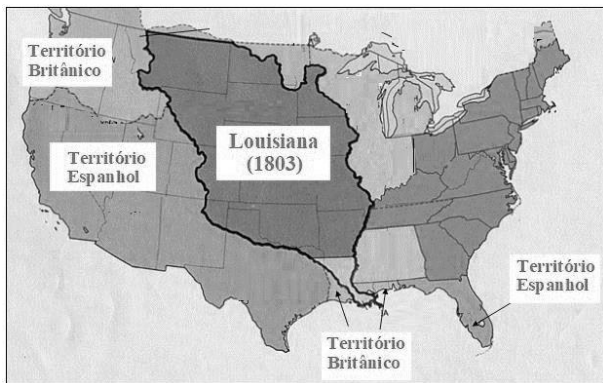 Território
Britânico
Louisiana
(1803)
Território
Espanhol
Território
Espanhol
Território
Britânico